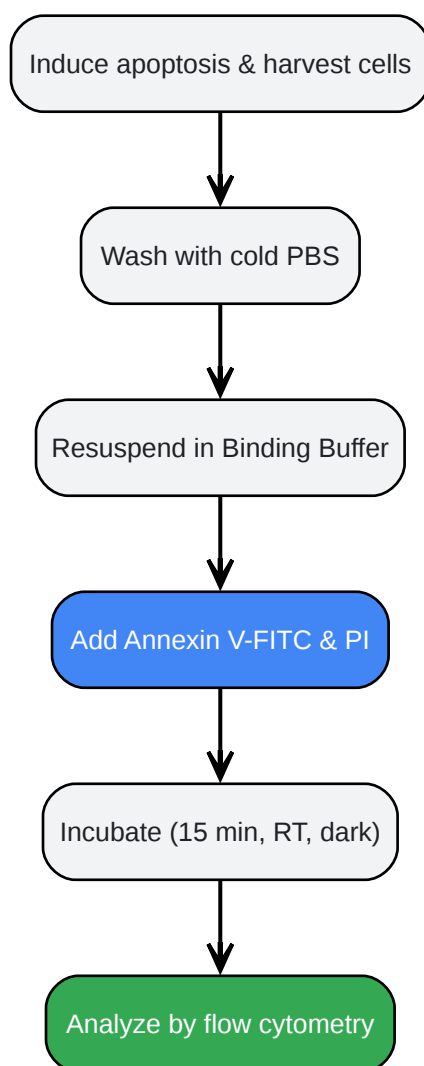 Induce apoptosis & harvest cells
Wash with cold PBS
Resuspend in Binding Buffer
Add Annexin V-FITC & PI
Incubate (15 min, RT, dark)
Analyze by flow cytometry